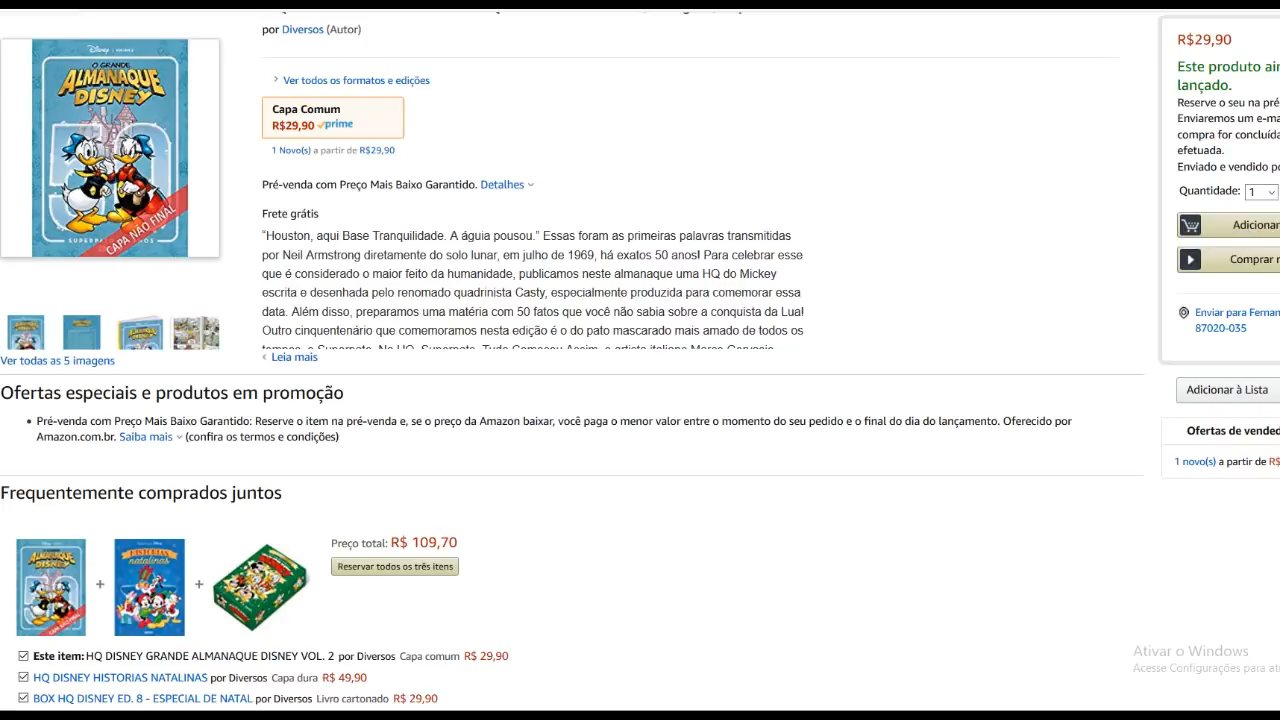 por Diversos (Autor)
Ver todos os formatos e edições
Capa Comum
R$29,90 prime
1 Novo(s) a partir de R$29,90
Pré-venda com Preço Mais Baixo Garantido. Detalhes
Frete grátis
“Houston, aqui Base Tranquilidade. A águia pousou.” Essas foram as primeiras palavras transmitidas
por Neil Armstrong diretamente do solo lunar, em julho de 1969, há exatos 50 anos! Para celebrar esse
que é considerado o maior feito da humanidade, publicamos neste almanaque uma HQ do Mickey
escrita e desenhada pelo renomado quadrinista Casty, especialmente produzida para comemorar essa
data. Além disso, preparamos uma matéria com 50 fatos que você não sabia sobre a conquista da Lua!
Outro cinquentenário que comemoramos nesta edição é o do pato mascarado mais amado de todos os
Leia mais
Disney
O GRANDE
ALMANAQUE
DISNEY
50
CAPA NÃO FINAL
Ver todas as 5 imagens
R$29,90
Este produto ain
lançado.
Reserve o seu na pré
Enviaremos um e-ma
compra for concluída
efetuada.
Enviado e vendido po
Quantidade: 1
Adicionar
Comprar
Enviar para Fernan
87020-035
Adicionar à Lista
Ofertas de vended
1 novo(s) a partir de R$
Ofertas especiais e produtos em promoção
Pré-venda com Preço Mais Baixo Garantido: Reserve o item na pré-venda e, se o preço da Amazon baixar, você paga o menor valor entre o momento do seu pedido e o final do dia do lançamento. Oferecido por
Amazon.com.br. Saiba mais (confira os termos e condições)
Frequentemente comprados juntos
ALMANAQUE
DISNEY
+
HISTÓRIAS
natalinas
+
Preço total: R$ 109,70
Reservar todos os três itens
Este item: HQ DISNEY GRANDE ALMANAQUE DISNEY VOL. 2 por Diversos Capa comum R$ 29,90
HQ DISNEY HISTORIAS NATALINAS por Diversos Capa dura R$ 49,90
BOX HQ DISNEY ED. 8 - ESPECIAL DE NATAL por Diversos Livro cartonado R$ 29,90
Ativar o Windows
Acesse Configurações para at